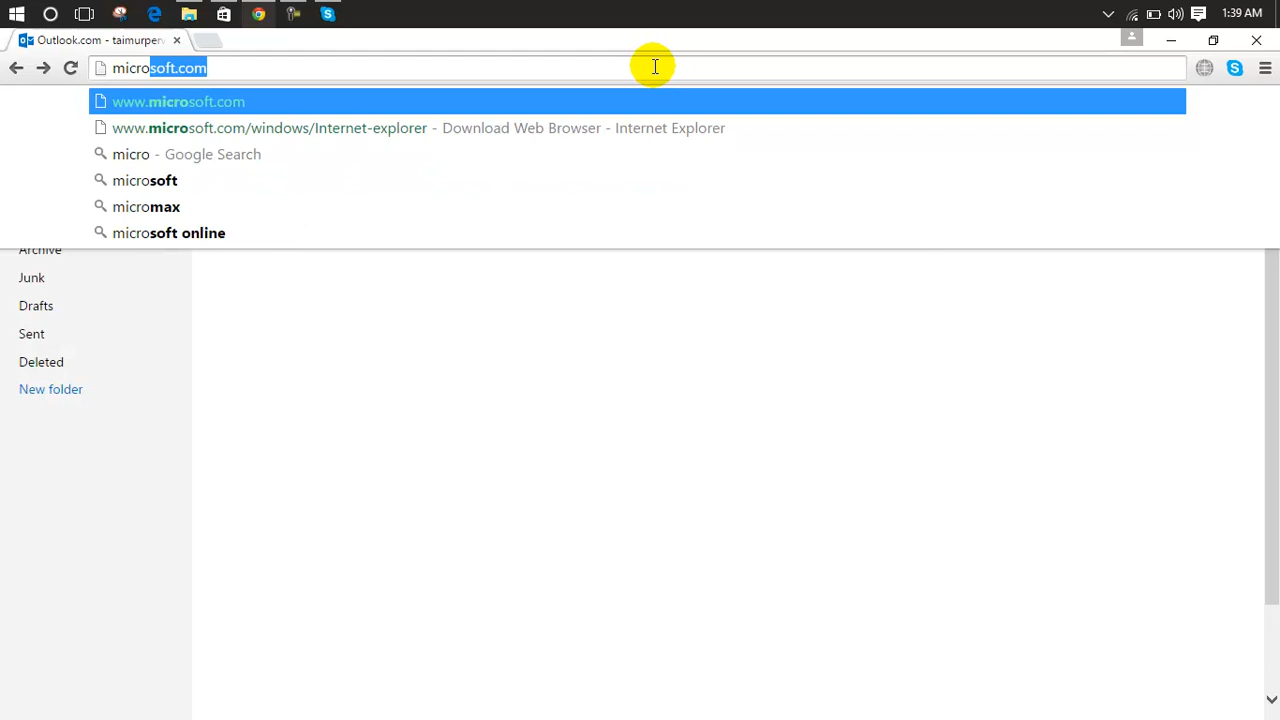 1:39 AM
Outlook.com - taimurperv
microsoft.com
www.microsoft.com
www.microsoft.com/windows/Internet-explorer - Download Web Browser - Internet Explorer
micro - Google Search
microsoft
micromax
microsoft online
Archive
Junk
Drafts
Sent
Deleted
New folder